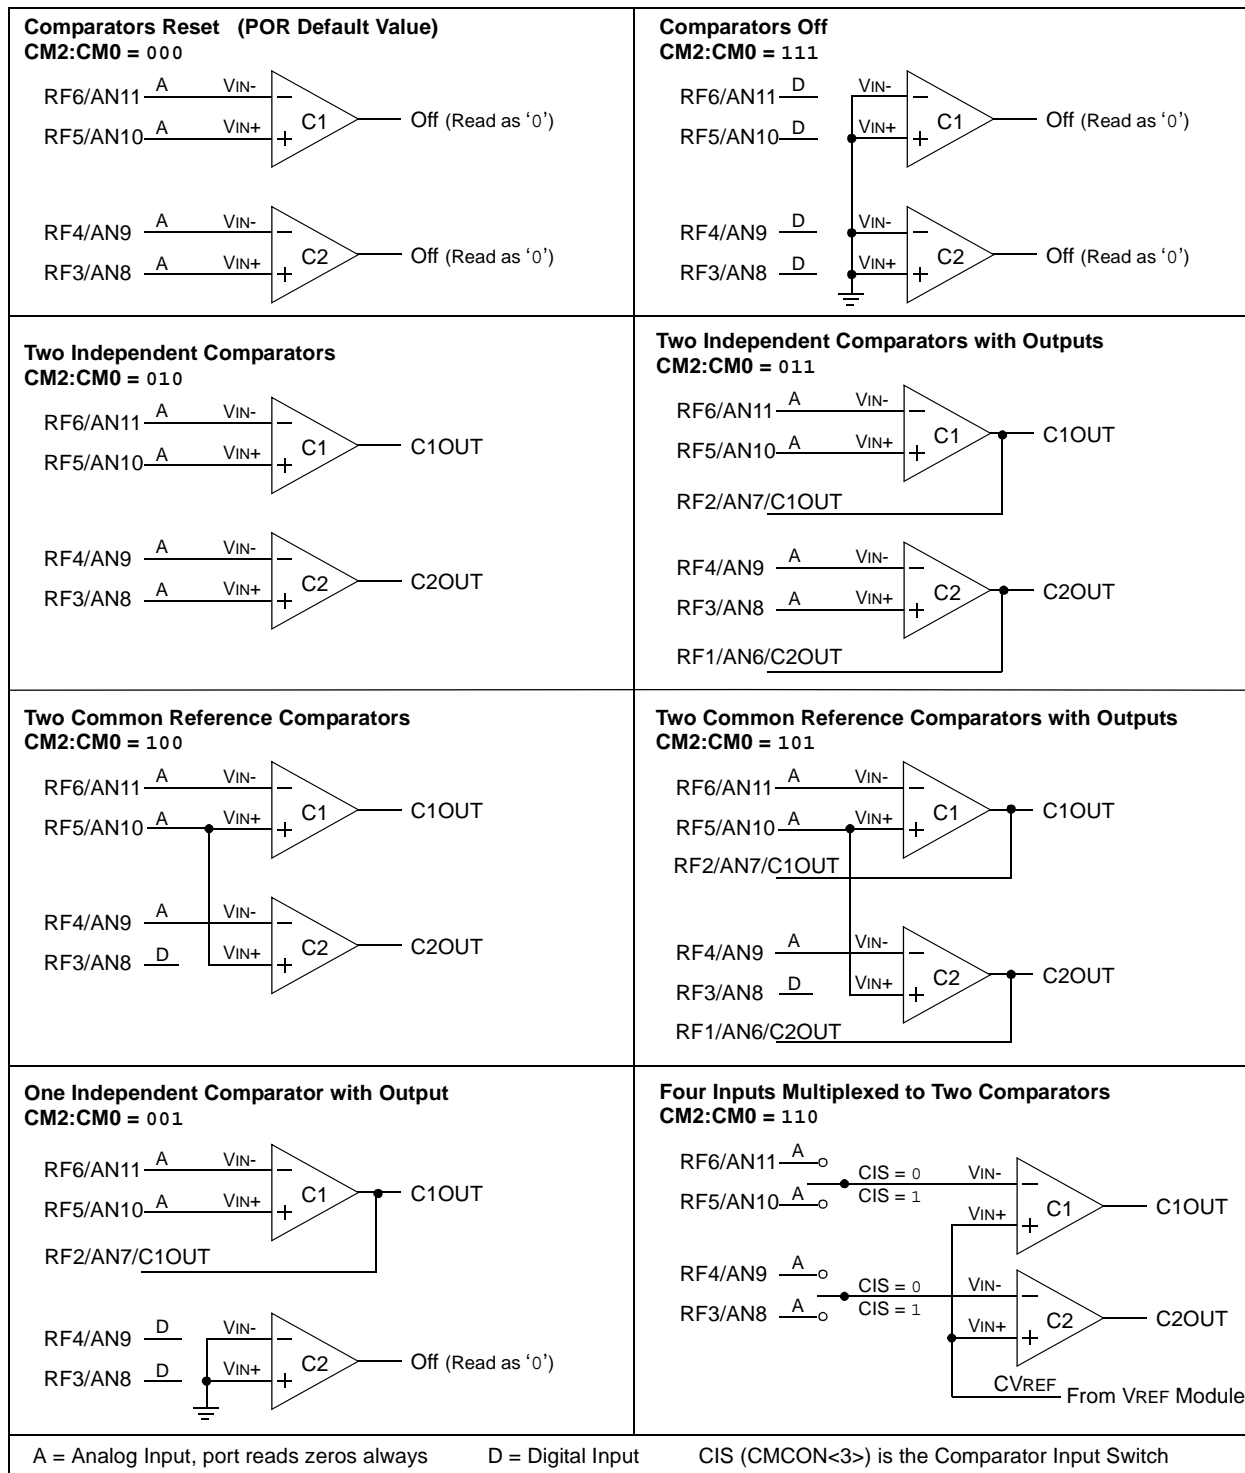 Comparators Reset (POR Default Value)
CM2:CM0 = 000
RF6/AN11 A VIN-
RF5/AN10 A VIN+
C1
Off (Read as ‘0’)
RF4/AN9 A VIN-
RF3/AN8 A VIN+
C2
Off (Read as ‘0’)
Comparators Off
CM2:CM0 = 111
RF6/AN11 D VIN-
RF5/AN10 D VIN+
C1
Off (Read as ‘0’)
RF4/AN9 D VIN-
RF3/AN8 D VIN+
C2
Off (Read as ‘0’)
Two Independent Comparators
CM2:CM0 = 010
RF6/AN11 A VIN-
RF5/AN10 A VIN+
C1
C1OUT
RF4/AN9 A VIN-
RF3/AN8 A VIN+
C2
C2OUT
Two Independent Comparators with Outputs
CM2:CM0 = 011
RF6/AN11 A VIN-
RF5/AN10 A VIN+
C1
C1OUT
RF2/AN7/C1OUT
RF4/AN9 A VIN-
RF3/AN8 A VIN+
C2
C2OUT
RF1/AN6/C2OUT
Two Common Reference Comparators
CM2:CM0 = 100
RF6/AN11 A VIN-
RF5/AN10 A VIN+
C1
C1OUT
RF4/AN9 A VIN-
RF3/AN8 D VIN+
C2
C2OUT
Two Common Reference Comparators with Outputs
CM2:CM0 = 101
RF6/AN11 A VIN-
RF5/AN10 A VIN+
C1
C1OUT
RF2/AN7/C1OUT
RF4/AN9 A VIN-
RF3/AN8 D VIN+
C2
C2OUT
RF1/AN6/C2OUT
One Independent Comparator with Output
CM2:CM0 = 001
RF6/AN11 A VIN-
RF5/AN10 A VIN+
C1
C1OUT
RF2/AN7/C1OUT
RF4/AN9 D VIN-
RF3/AN8 D VIN+
C2
Off (Read as ‘0’)
Four Inputs Multiplexed to Two Comparators
CM2:CM0 = 110
RF6/AN11 A
CIS = 0 VIN-
RF5/AN10 A CIS = 1
VIN+
C1
C1OUT
RF4/AN9 A
CIS = 0 VIN-
RF3/AN8 A CIS = 1
VIN+
C2
C2OUT
CVREF
From VREF Module
A = Analog Input, port reads zeros always D = Digital Input CIS (CMCON<3>) is the Comparator Input Switch